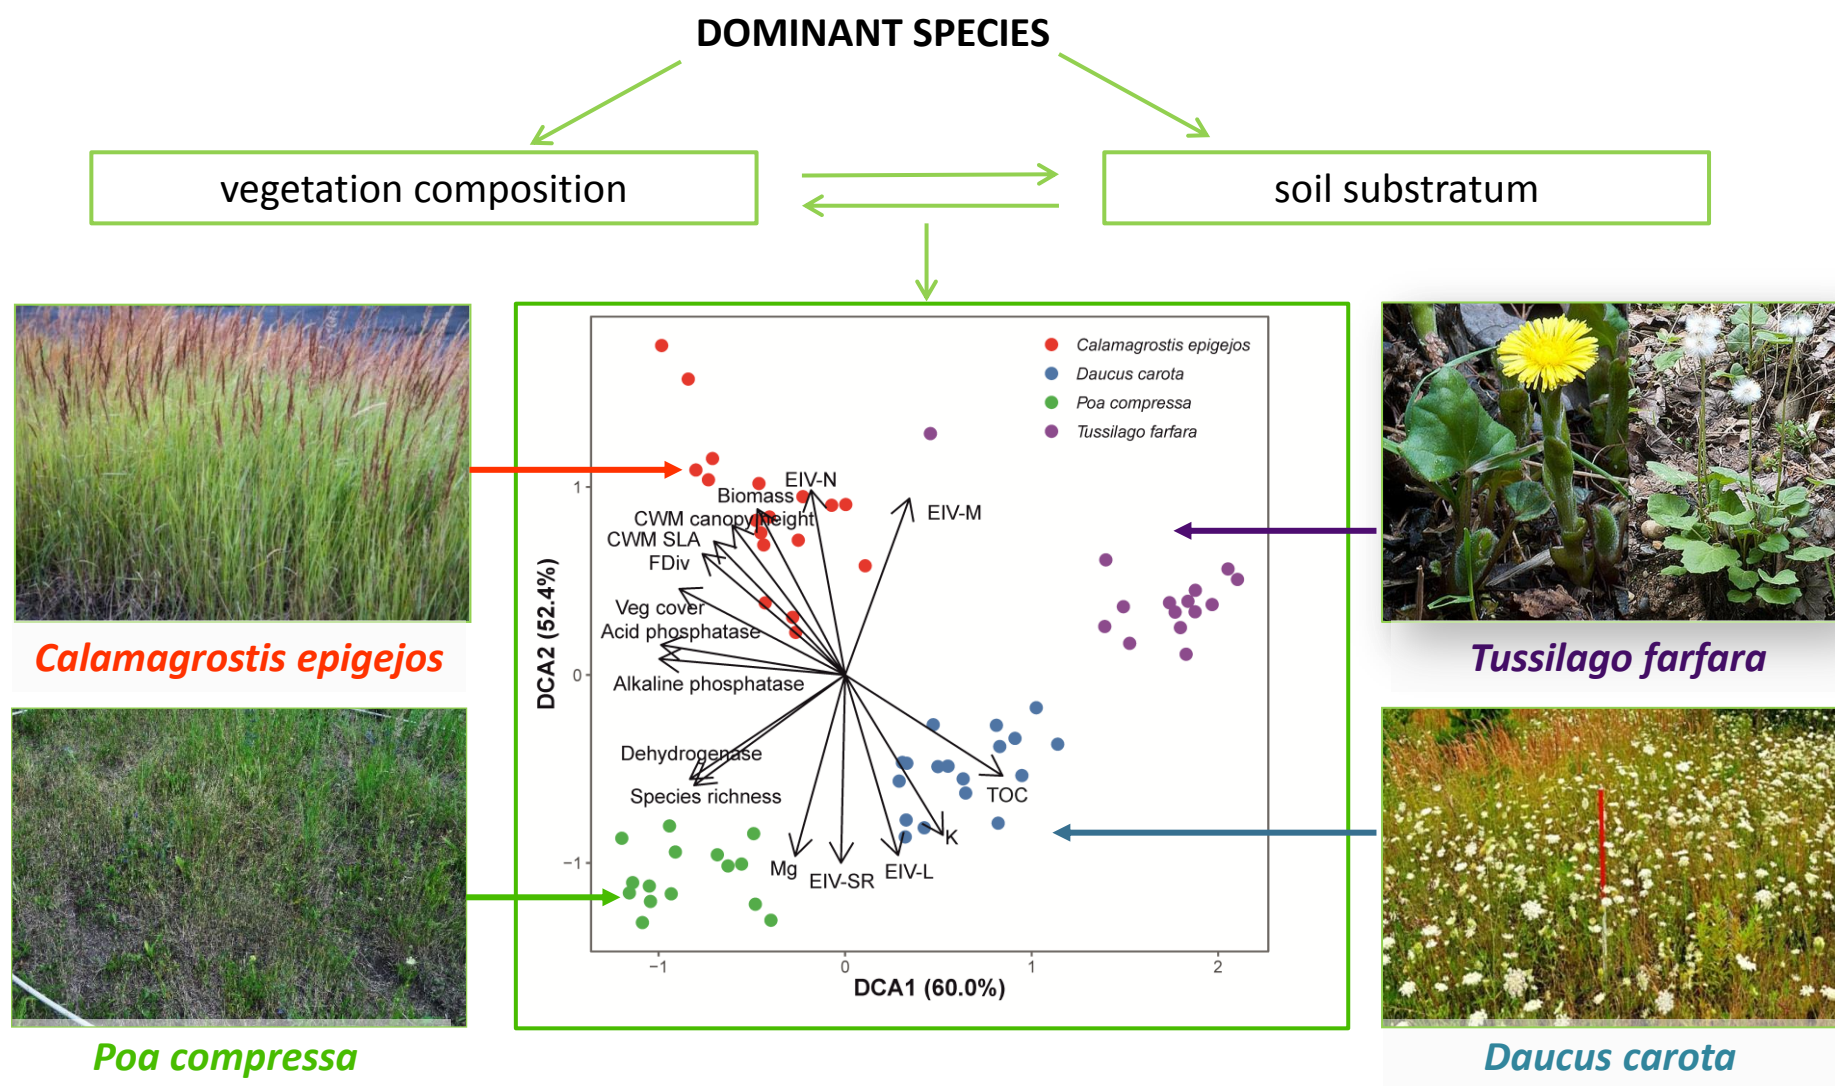 DOMINANT SPECIES
vegetation composition
soil substratum
Calamagrostis epigejos
Daucus carota
Poa compressa
Tussilago farfara
EIV-N
Biomass
EIV-M
CWM canopy height
CWM SLA
FDiv
Veg cover
Acid phosphatase
Alkaline phosphatase
Dehydrogenase
Species richness
TOC
K
Mg
EIV-SR
EIV-L
1
0
−1
DCA2 (52.4%)
−1
0
1
2
DCA1 (60.0%)
Calamagrostis epigejos
Tussilago farfara
Poa compressa
Daucus carota